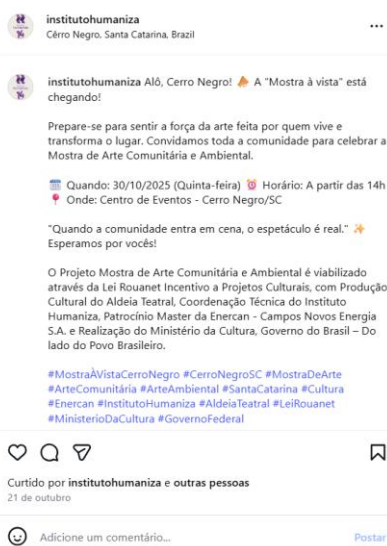 institutohumaniza
Cêrro Negro, Santa Catarina, Brazil
institutohumaniza Alô, Cerro Negro! 📣 A "Mostra à vista" está
chegando!
Prepare-se para sentir a força da arte feita por quem vive e
transforma o lugar. Convidamos toda a comunidade para celebrar a
Mostra de Arte Comunitária e Ambiental.
🗓️ Quando: 30/10/2025 (Quinta-feira) ⏰ Horário: A partir das 14h
📍 Onde: Centro de Eventos - Cerro Negro/SC
"Quando a comunidade entra em cena, o espetáculo é real." ✨
Esperamos por vocês!
O Projeto Mostra de Arte Comunitária e Ambiental é viabilizado
através da Lei Rouanet Incentivo a Projetos Culturais, com Produção
Cultural do Aldeia Teatral, Coordenação Técnica do Instituto
Humaniza, Patrocínio Master da Enercan - Campos Novos Energia
S.A. e Realização do Ministério da Cultura, Governo do Brasil – Do
lado do Povo Brasileiro.
#MostraÀVistaCerroNegro #CerroNegroSC #MostraDeArte
#ArteComunitária #ArteAmbiental #SantaCatarina #Cultura
#Enercan #InstitutoHumaniza #AldeiaTeatral #LeiRouanet
#MinisterioDaCultura #GovernoFederal
Curtido por institutohumaniza e outras pessoas
21 de outubro
Adicione um comentário...
Postar